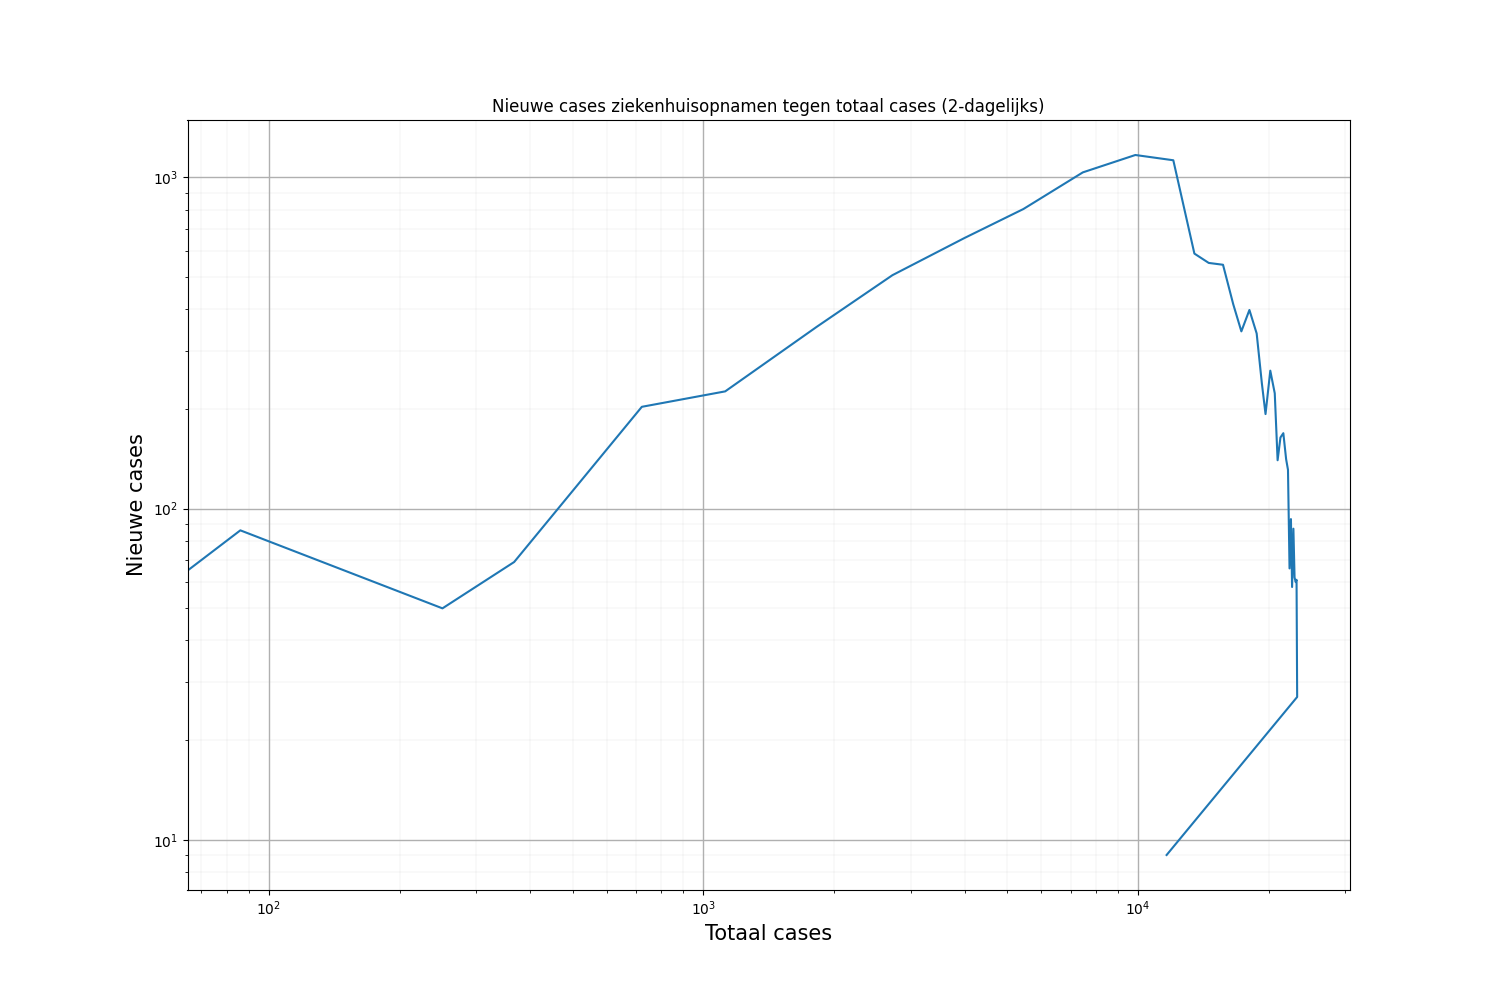 Nieuwe cases ziekenhuisopnamen tegen totaal cases (2-dagelijks)
Nieuwe cases
10³
10²
10¹
10² 10³ 10⁴
Totaal cases